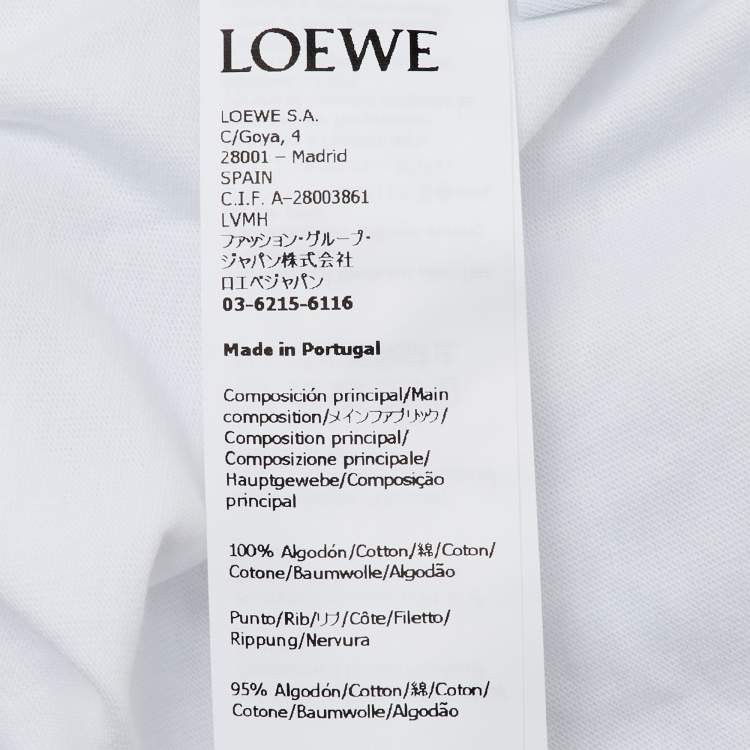 LOEWE
LOEWE S.A.
C/Goya, 4
28001 – Madrid
SPAIN
C.I.F. A-28003861
LVMH
ファッション・グループ・
ジャパン株式会社
ロエベジャパン
03-6215-6116
Made in Portugal
Composición principal/Main
composition/メインファブリック/
Composition principal/
Composizione principale/
Hauptgewebe/Composição
principal
100% Algodón/Cotton/綿/Coton/
Cotone/Baumwolle/Algodão
Punto/Rib/リブ/Côte/Filetto/
Rippung/Nervura
95% Algodón/Cotton/綿/Coton/
Cotone/Baumwolle/Algodão